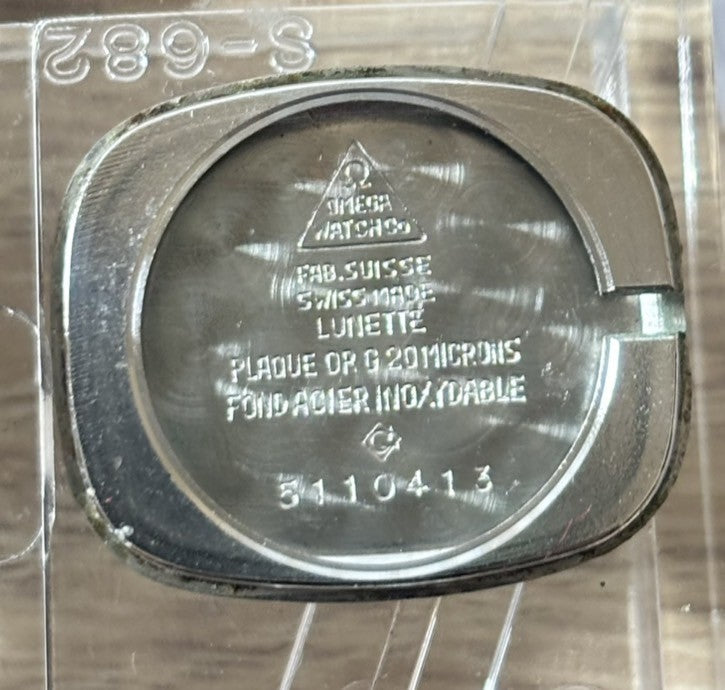 S-682
Ω
OMEGA
WATCH Co
FAB. SUISSE
SWISS MADE
LUNETTE
PLAQUE OR G 20 MICRONS
FOND ACIER INOXYDABLE
G
5110413